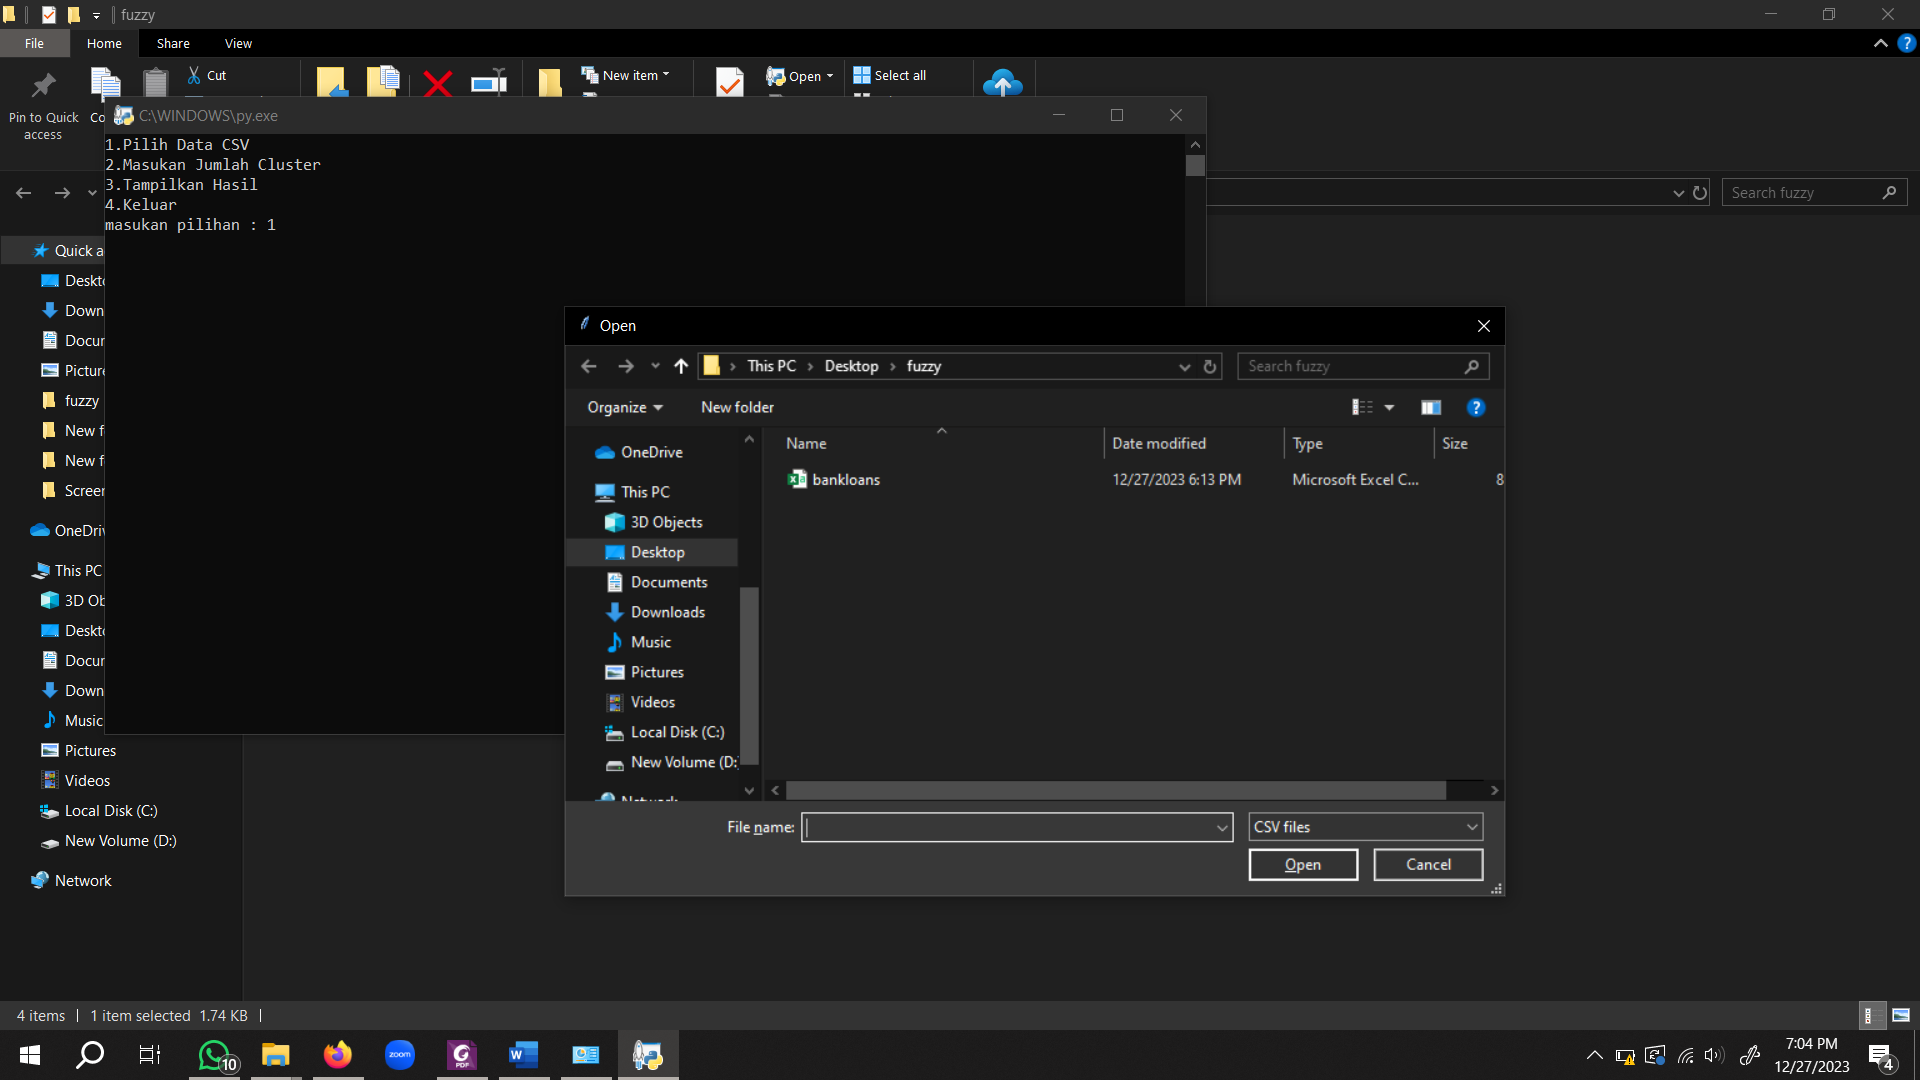 fuzzy
File Home Share View
Cut
New item
Open
Select all
Pin to Quick access
C:\WINDOWS\py.exe
1.Pilih Data CSV
2.Masukan Jumlah Cluster
3.Tampilkan Hasil
4.Keluar
masukan pilihan : 1
Search fuzzy
Quick a
Deskto
Down
Docur
Picture
fuzzy
New f
New f
Screer
OneDriv
This PC
3D Ob
Deskto
Docur
Down
Music
Pictures
Videos
Local Disk (C:)
New Volume (D:)
Network
Open
This PC > Desktop > fuzzy
Search fuzzy
Organize New folder
OneDrive
This PC
3D Objects
Desktop
Documents
Downloads
Music
Pictures
Videos
Local Disk (C:)
New Volume (D:
Name Date modified Type Size
bankloans 12/27/2023 6:13 PM Microsoft Excel C... 8
File name:
CSV files
Open Cancel
4 items 1 item selected 1.74 KB
10
zoom
PDF
W
7:04 PM
12/27/2023
4